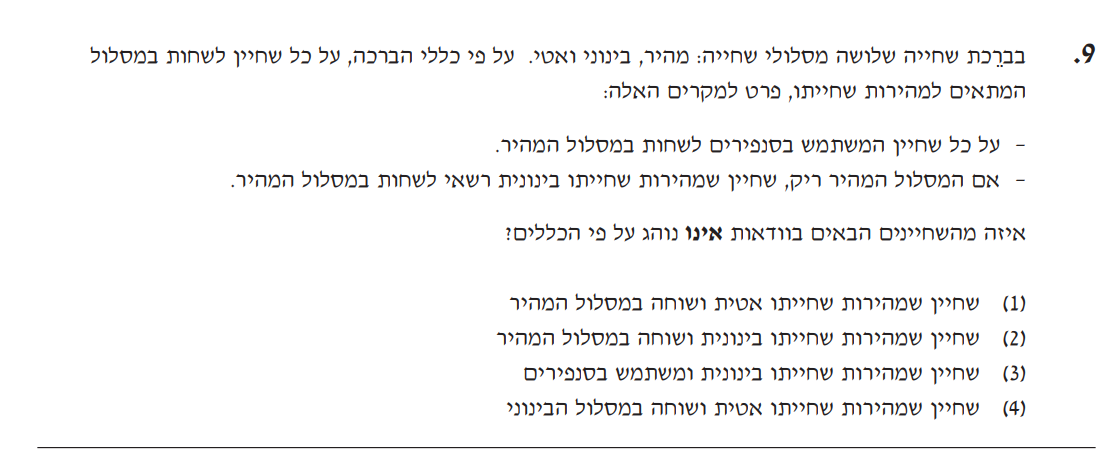 9. בברֵכת שחייה שלושה מסלולי שחייה: מהיר, בינוני ואטי. על פי כללי הברכה, על כל שחיין לשחות במסלול
המתאים למהירות שחייתו, פרט למקרים האלה:
– על כל שחיין המשתמש בסנפירים לשחות במסלול המהיר.
– אם המסלול המהיר ריק, שחיין שמהירות שחייתו בינונית רשאי לשחות במסלול המהיר.
איזה מהשחיינים הבאים בוודאות אינו נוהג על פי הכללים?
(1) שחיין שמהירות שחייתו אטית ושוחה במסלול המהיר
(2) שחיין שמהירות שחייתו בינונית ושוחה במסלול המהיר
(3) שחיין שמהירות שחייתו בינונית ומשתמש בסנפירים
(4) שחיין שמהירות שחייתו אטית ושוחה במסלול הבינוני